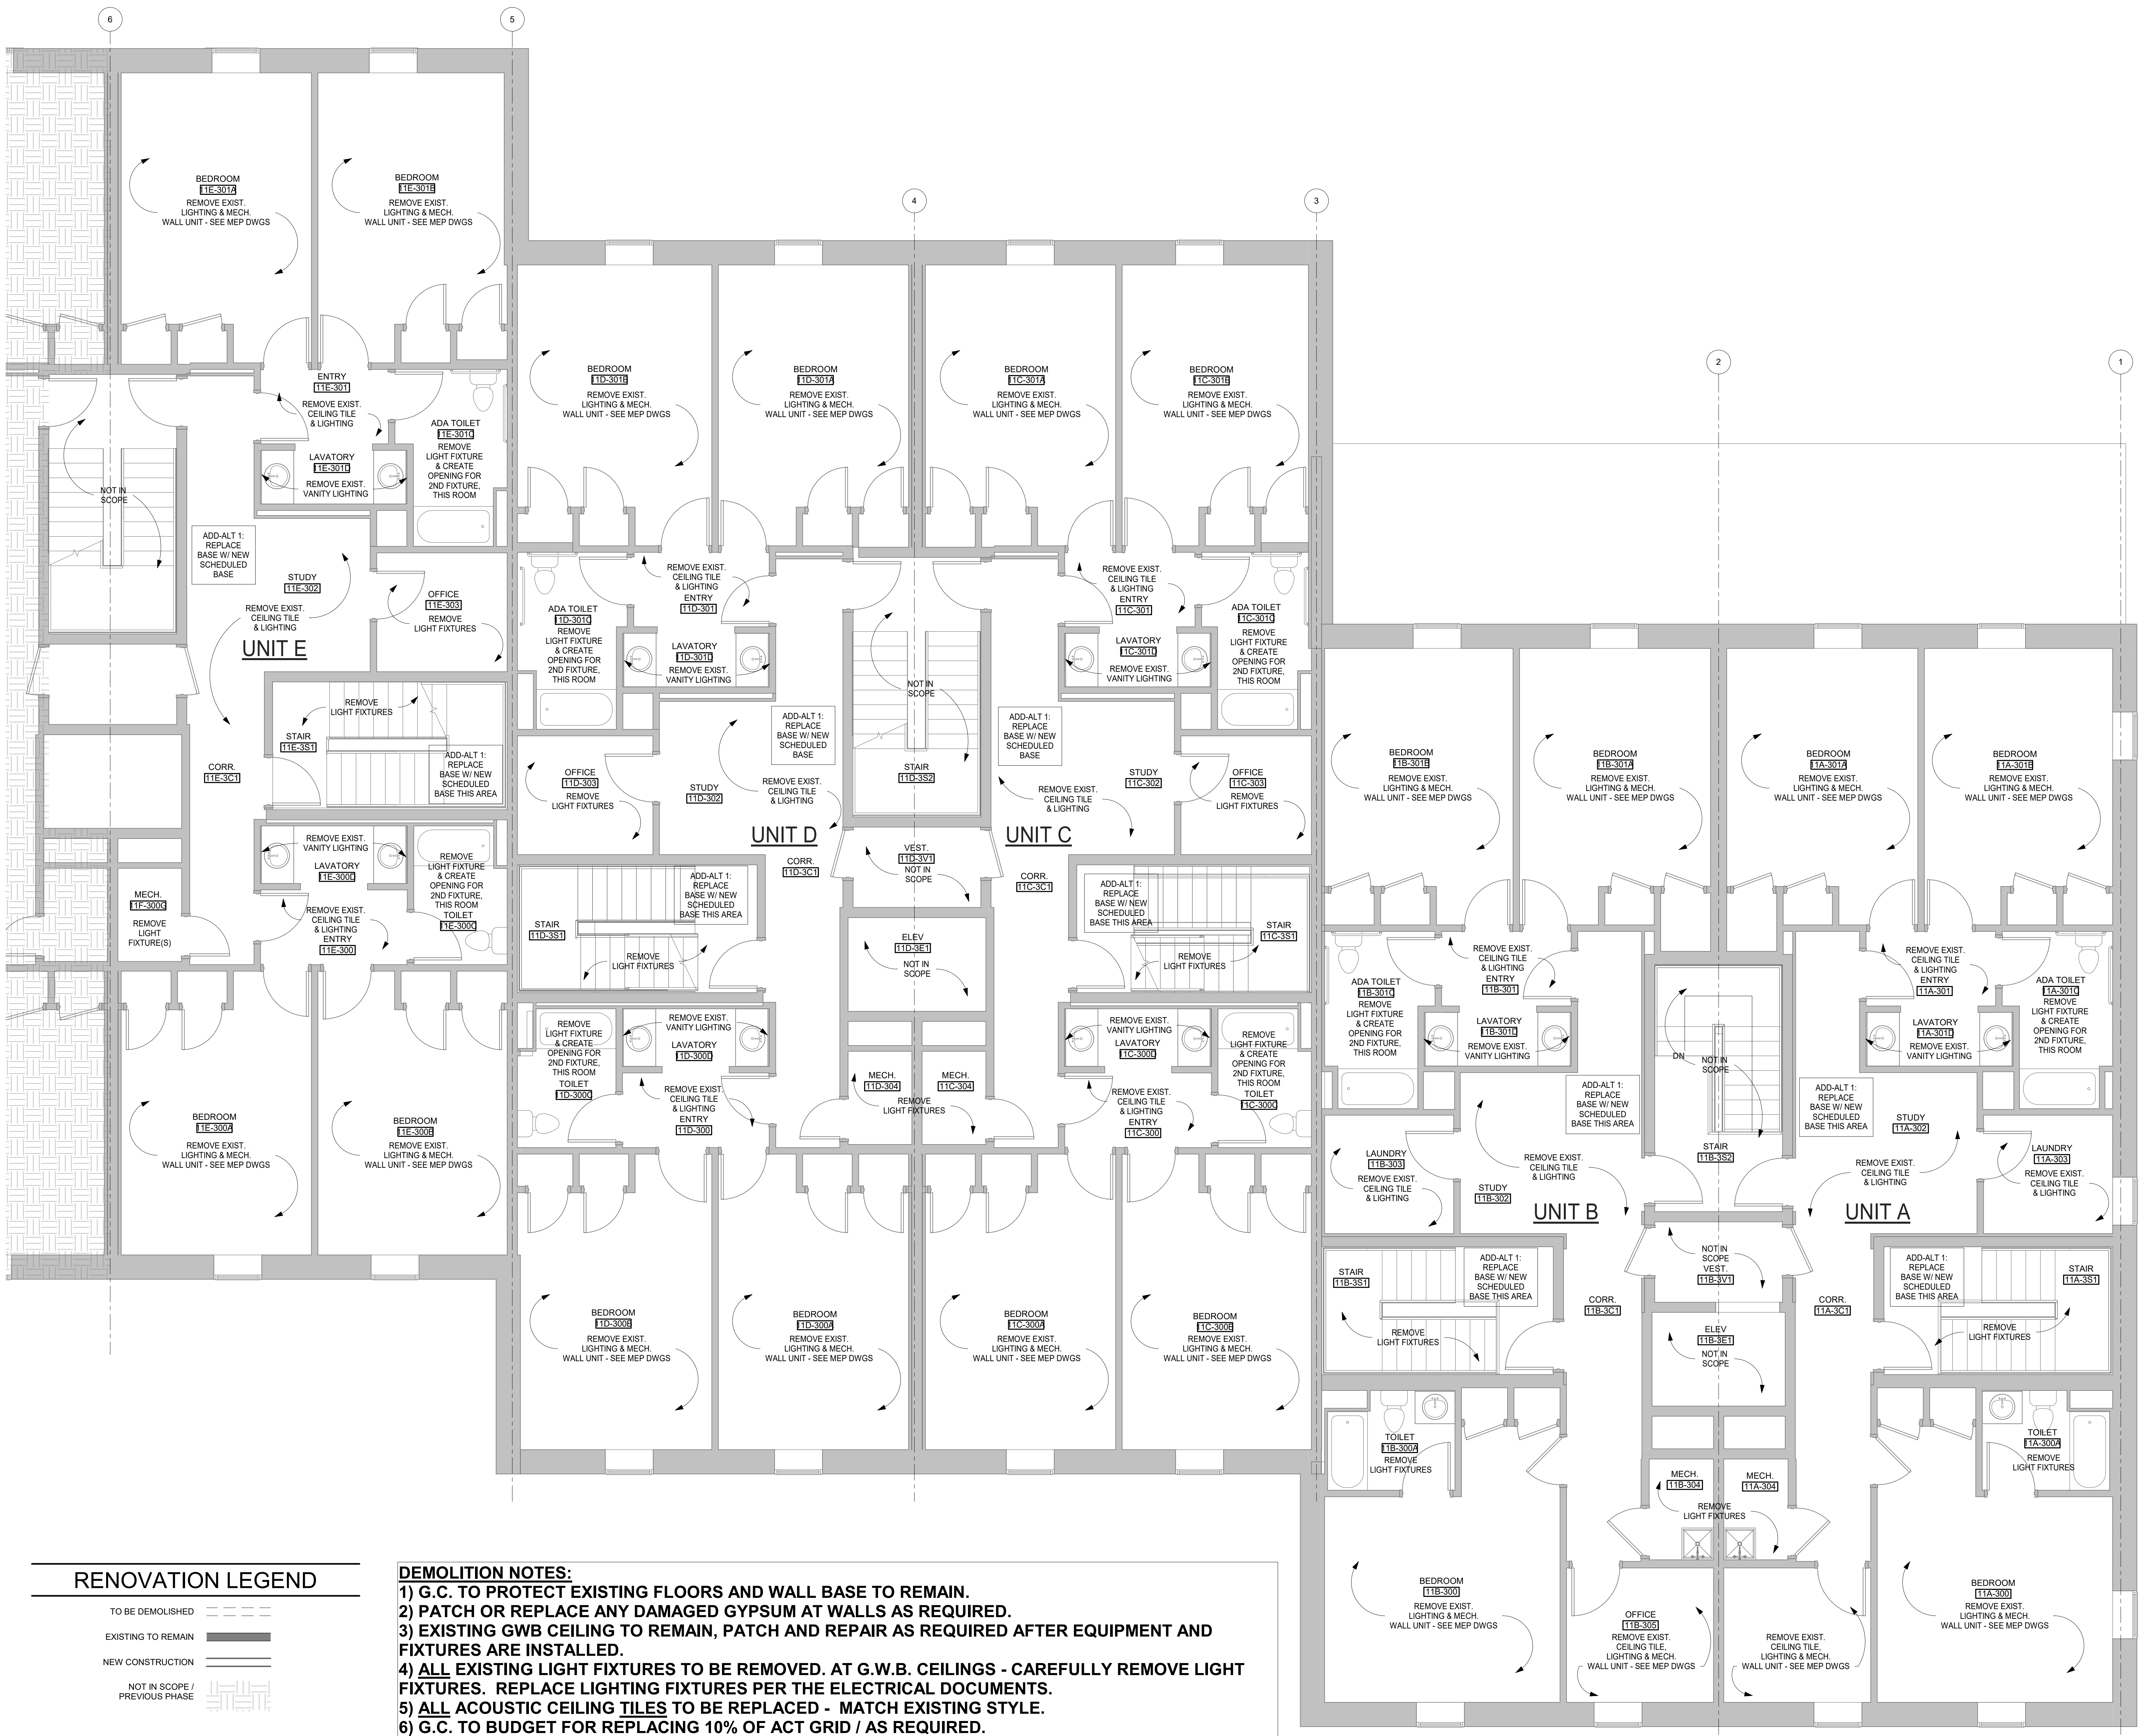 6
5
4
3
2
1
BEDROOM
11E-301A
REMOVE EXIST.
LIGHTING & MECH.
WALL UNIT - SEE MEP DWGS
BEDROOM
11E-301B
REMOVE EXIST.
LIGHTING & MECH.
WALL UNIT - SEE MEP DWGS
ENTRY
11E-301
REMOVE EXIST.
CEILING TILE
& LIGHTING
ADA TOILET
11E-301C
REMOVE
LIGHT FIXTURE
& CREATE
OPENING FOR
2ND FIXTURE,
THIS ROOM
LAVATORY
11E-301D
REMOVE EXIST.
VANITY LIGHTING
NOT IN
SCOPE
ADD-ALT 1:
REPLACE
BASE W/ NEW
SCHEDULED
BASE
STUDY
11E-302
REMOVE EXIST.
CEILING TILE
& LIGHTING
OFFICE
11E-303
REMOVE
LIGHT FIXTURES
UNIT E
REMOVE
LIGHT FIXTURES
STAIR
11E-3S1
ADD-ALT 1:
REPLACE
BASE W/ NEW
SCHEDULED
BASE THIS AREA
CORR.
11E-3C1
REMOVE EXIST.
VANITY LIGHTING
LAVATORY
11E-300D
REMOVE
LIGHT FIXTURE
& CREATE
OPENING FOR
2ND FIXTURE,
THIS ROOM
TOILET
11E-300C
MECH.
11F-300G
REMOVE
LIGHT
FIXTURE(S)
REMOVE EXIST.
CEILING TILE
& LIGHTING
ENTRY
11E-300
BEDROOM
11E-300A
REMOVE EXIST.
LIGHTING & MECH.
WALL UNIT - SEE MEP DWGS
BEDROOM
11E-300B
REMOVE EXIST.
LIGHTING & MECH.
WALL UNIT - SEE MEP DWGS
BEDROOM
11D-301B
REMOVE EXIST.
LIGHTING & MECH.
WALL UNIT - SEE MEP DWGS
BEDROOM
11D-301A
REMOVE EXIST.
LIGHTING & MECH.
WALL UNIT - SEE MEP DWGS
REMOVE EXIST.
CEILING TILE
& LIGHTING
ENTRY
11D-301
ADA TOILET
11D-301C
REMOVE
LIGHT FIXTURE
& CREATE
OPENING FOR
2ND FIXTURE,
THIS ROOM
LAVATORY
11D-301D
REMOVE EXIST.
VANITY LIGHTING
ADD-ALT 1:
REPLACE
BASE W/ NEW
SCHEDULED
BASE
OFFICE
11D-303
REMOVE
LIGHT FIXTURES
STUDY
11D-302
REMOVE EXIST.
CEILING TILE
& LIGHTING
UNIT D
CORR.
11D-3C1
ADD-ALT 1:
REPLACE
BASE W/ NEW
SCHEDULED
BASE THIS AREA
STAIR
11D-3S1
REMOVE
LIGHT FIXTURES
REMOVE
LIGHT FIXTURE
& CREATE
OPENING FOR
2ND FIXTURE,
THIS ROOM
TOILET
11D-300C
REMOVE EXIST.
VANITY LIGHTING
LAVATORY
11D-300D
REMOVE EXIST.
CEILING TILE
& LIGHTING
ENTRY
11D-300
BEDROOM
11D-300B
REMOVE EXIST.
LIGHTING & MECH.
WALL UNIT - SEE MEP DWGS
BEDROOM
11D-300A
REMOVE EXIST.
LIGHTING & MECH.
WALL UNIT - SEE MEP DWGS
NOT IN
SCOPE
STAIR
11D-3S2
VEST.
11D-3V1
NOT IN
SCOPE
ELEV
11D-3E1
NOT IN
SCOPE
MECH.
11D-304
MECH.
11C-304
REMOVE
LIGHT FIXTURES
BEDROOM
11C-301A
REMOVE EXIST.
LIGHTING & MECH.
WALL UNIT - SEE MEP DWGS
BEDROOM
11C-301B
REMOVE EXIST.
LIGHTING & MECH.
WALL UNIT - SEE MEP DWGS
REMOVE EXIST.
CEILING TILE
& LIGHTING
ENTRY
11C-301
ADA TOILET
11C-301C
REMOVE
LIGHT FIXTURE
& CREATE
OPENING FOR
2ND FIXTURE,
THIS ROOM
LAVATORY
11C-301D
REMOVE EXIST.
VANITY LIGHTING
ADD-ALT 1:
REPLACE
BASE W/ NEW
SCHEDULED
BASE
STUDY
11C-302
REMOVE EXIST.
CEILING TILE
& LIGHTING
OFFICE
11C-303
REMOVE
LIGHT FIXTURES
UNIT C
CORR.
11C-3C1
ADD-ALT 1:
REPLACE
BASE W/ NEW
SCHEDULED
BASE THIS AREA
STAIR
11C-3S1
REMOVE
LIGHT FIXTURES
REMOVE EXIST.
VANITY LIGHTING
LAVATORY
11C-300D
REMOVE
LIGHT FIXTURE
& CREATE
OPENING FOR
2ND FIXTURE,
THIS ROOM
TOILET
11C-300C
REMOVE EXIST.
CEILING TILE
& LIGHTING
ENTRY
11C-300
BEDROOM
11C-300A
REMOVE EXIST.
LIGHTING & MECH.
WALL UNIT - SEE MEP DWGS
BEDROOM
11C-300B
REMOVE EXIST.
LIGHTING & MECH.
WALL UNIT - SEE MEP DWGS
BEDROOM
11B-301B
REMOVE EXIST.
LIGHTING & MECH.
WALL UNIT - SEE MEP DWGS
BEDROOM
11B-301A
REMOVE EXIST.
LIGHTING & MECH.
WALL UNIT - SEE MEP DWGS
ADA TOILET
11B-301C
REMOVE
LIGHT FIXTURE
& CREATE
OPENING FOR
2ND FIXTURE,
THIS ROOM
REMOVE EXIST.
CEILING TILE
& LIGHTING
ENTRY
11B-301
LAVATORY
11B-301D
REMOVE EXIST.
VANITY LIGHTING
ADD-ALT 1:
REPLACE
BASE W/ NEW
SCHEDULED
BASE THIS AREA
LAUNDRY
11B-303
REMOVE EXIST.
CEILING TILE
& LIGHTING
REMOVE EXIST.
CEILING TILE
& LIGHTING
STUDY
11B-302
UNIT B
STAIR
11B-3S1
ADD-ALT 1:
REPLACE
BASE W/ NEW
SCHEDULED
BASE THIS AREA
REMOVE
LIGHT FIXTURES
CORR.
11B-3C1
TOILET
11B-300A
REMOVE
LIGHT FIXTURES
BEDROOM
11B-300
REMOVE EXIST.
LIGHTING & MECH.
WALL UNIT - SEE MEP DWGS
OFFICE
11B-305
REMOVE EXIST.
CEILING TILE,
LIGHTING & MECH.
WALL UNIT - SEE MEP DWGS
DN
NOT IN
SCOPE
STAIR
11B-3S2
NOT IN
SCOPE
VEST.
11B-3V1
ELEV
11B-3E1
NOT IN
SCOPE
MECH.
11B-304
MECH.
11A-304
REMOVE
LIGHT FIXTURES
BEDROOM
11A-301A
REMOVE EXIST.
LIGHTING & MECH.
WALL UNIT - SEE MEP DWGS
BEDROOM
11A-301B
REMOVE EXIST.
LIGHTING & MECH.
WALL UNIT - SEE MEP DWGS
REMOVE EXIST.
CEILING TILE
& LIGHTING
ENTRY
11A-301
ADA TOILET
11A-301C
REMOVE
LIGHT FIXTURE
& CREATE
OPENING FOR
2ND FIXTURE,
THIS ROOM
LAVATORY
11A-301D
REMOVE EXIST.
VANITY LIGHTING
ADD-ALT 1:
REPLACE
BASE W/ NEW
SCHEDULED
BASE THIS AREA
STUDY
11A-302
REMOVE EXIST.
CEILING TILE
& LIGHTING
LAUNDRY
11A-303
REMOVE EXIST.
CEILING TILE
& LIGHTING
UNIT A
ADD-ALT 1:
REPLACE
BASE W/ NEW
SCHEDULED
BASE THIS AREA
STAIR
11A-3S1
REMOVE
LIGHT FIXTURES
CORR.
11A-3C1
TOILET
11A-300A
REMOVE
LIGHT FIXTURES
BEDROOM
11A-300
REMOVE EXIST.
LIGHTING & MECH.
WALL UNIT - SEE MEP DWGS
REMOVE EXIST.
CEILING TILE,
LIGHTING & MECH.
WALL UNIT - SEE MEP DWGS
RENOVATION LEGEND
TO BE DEMOLISHED
EXISTING TO REMAIN
NEW CONSTRUCTION
NOT IN SCOPE /
PREVIOUS PHASE
DEMOLITION NOTES:
1) G.C. TO PROTECT EXISTING FLOORS AND WALL BASE TO REMAIN.
2) PATCH OR REPLACE ANY DAMAGED GYPSUM AT WALLS AS REQUIRED.
3) EXISTING GWB CEILING TO REMAIN, PATCH AND REPAIR AS REQUIRED AFTER EQUIPMENT AND
FIXTURES ARE INSTALLED.
4) ALL EXISTING LIGHT FIXTURES TO BE REMOVED. AT G.W.B. CEILINGS - CAREFULLY REMOVE LIGHT
FIXTURES. REPLACE LIGHTING FIXTURES PER THE ELECTRICAL DOCUMENTS.
5) ALL ACOUSTIC CEILING TILES TO BE REPLACED - MATCH EXISTING STYLE.
6) G.C. TO BUDGET FOR REPLACING 10% OF ACT GRID / AS REQUIRED.